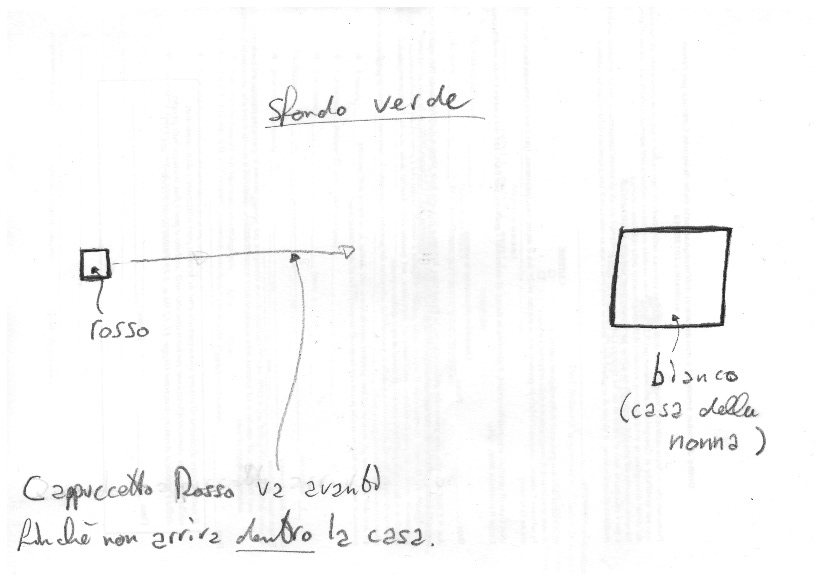 Sfondo verde
rosso
bianco
(casa della
nonna)
Cappuccetto Rosso va avanti
finchè non arriva dentro la casa.